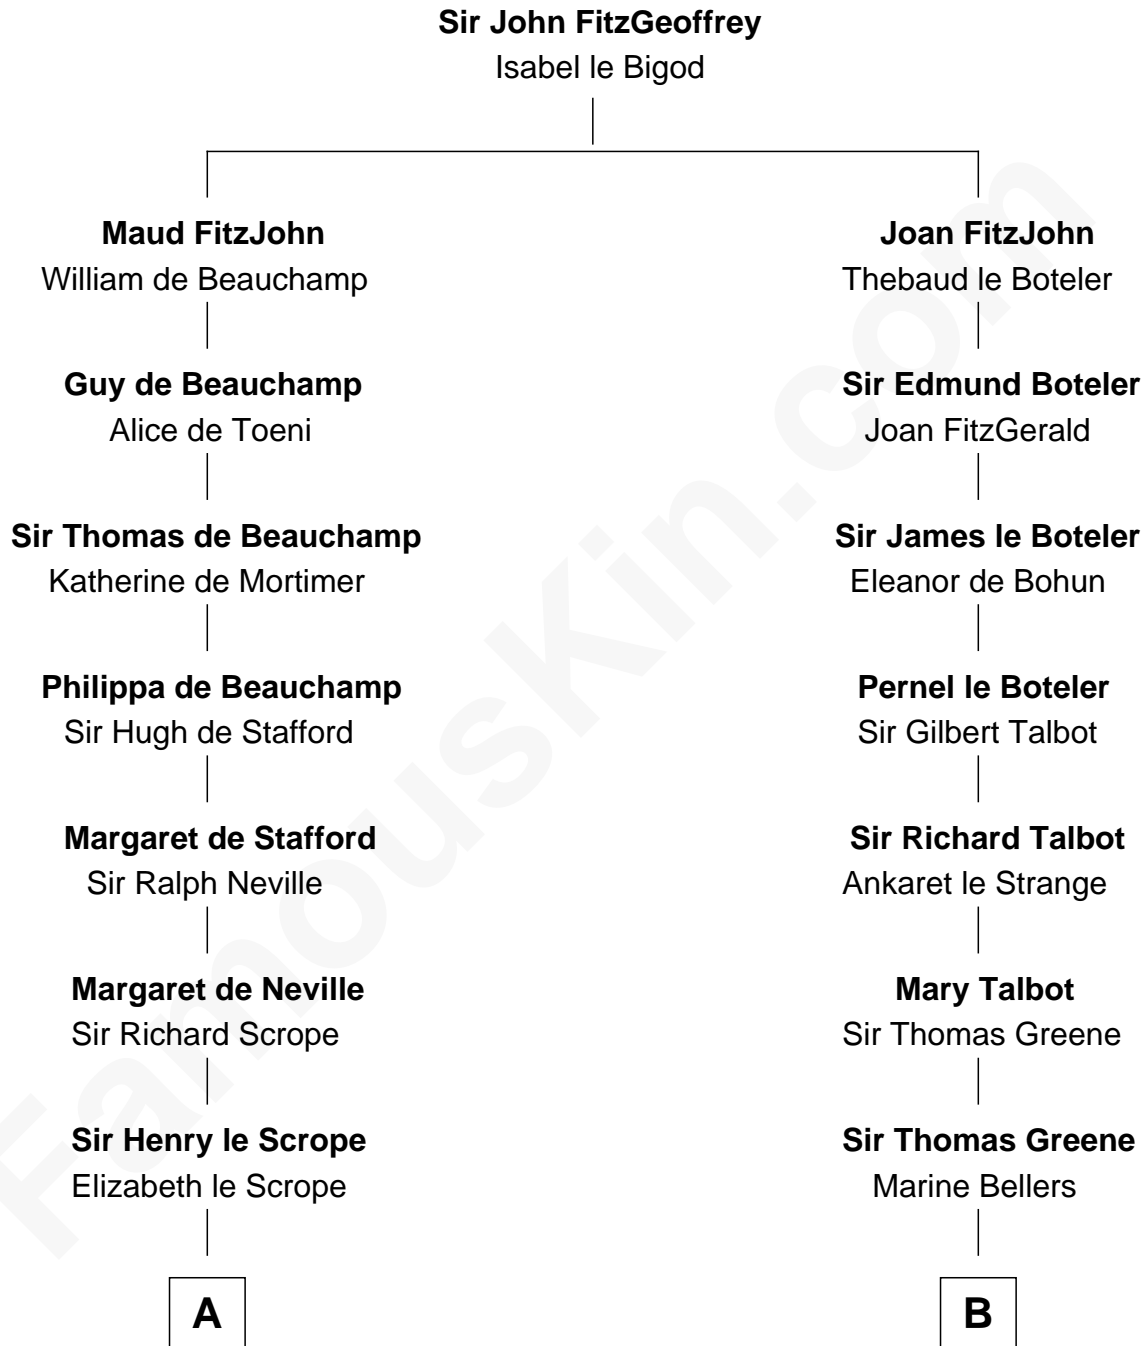 Sir John FitzGeoffrey
Isabel le Bigod
Maud FitzJohn
William de Beauchamp
Joan FitzJohn
Thebaud le Boteler
Guy de Beauchamp
Alice de Toeni
Sir Edmund Boteler
Joan FitzGerald
Sir Thomas de Beauchamp
Katherine de Mortimer
Sir James le Boteler
Eleanor de Bohun
Philippa de Beauchamp
Sir Hugh de Stafford
Pernel le Boteler
Sir Gilbert Talbot
Margaret de Stafford
Sir Ralph Neville
Sir Richard Talbot
Ankaret le Strange
Margaret de Neville
Sir Richard Scrope
Mary Talbot
Sir Thomas Greene
Sir Henry le Scrope
Elizabeth le Scrope
Sir Thomas Greene
Marine Bellers
A
B
FamousKin.com